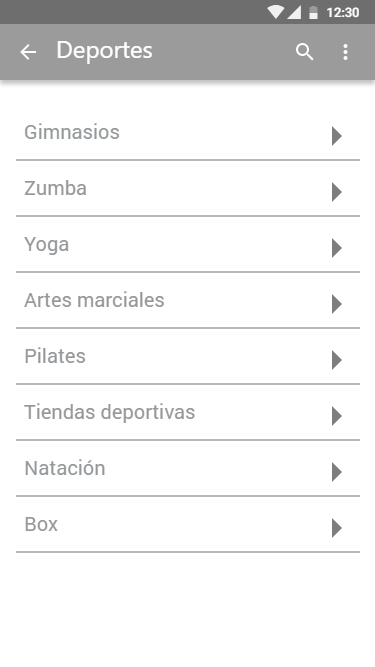 12:30
Deportes
Gimnasios
Zumba
Yoga
Artes marciales
Pilates
Tiendas deportivas
Natación
Box